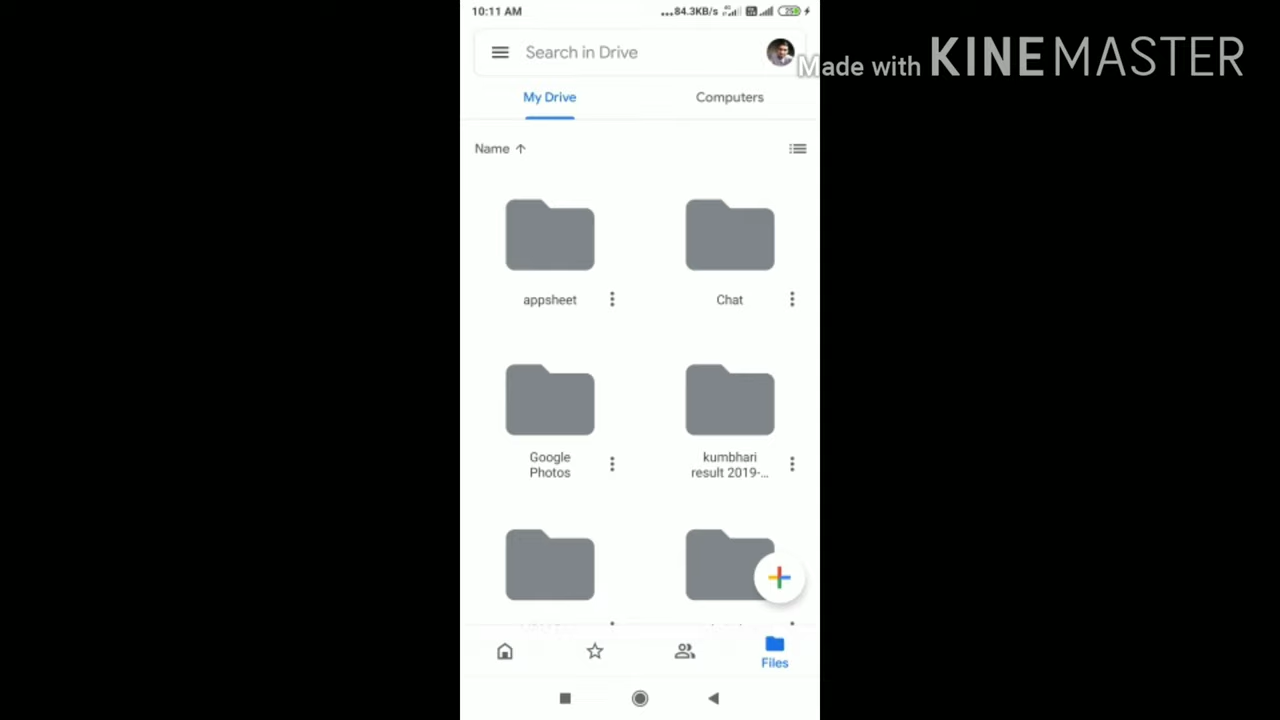 10:11 AM
...84.3KB/s
25
Search in Drive
Made with KINEMASTER
My Drive
Computers
Name ↑
appsheet
Chat
Google
Photos
kumbhari
result 2019-...
Files